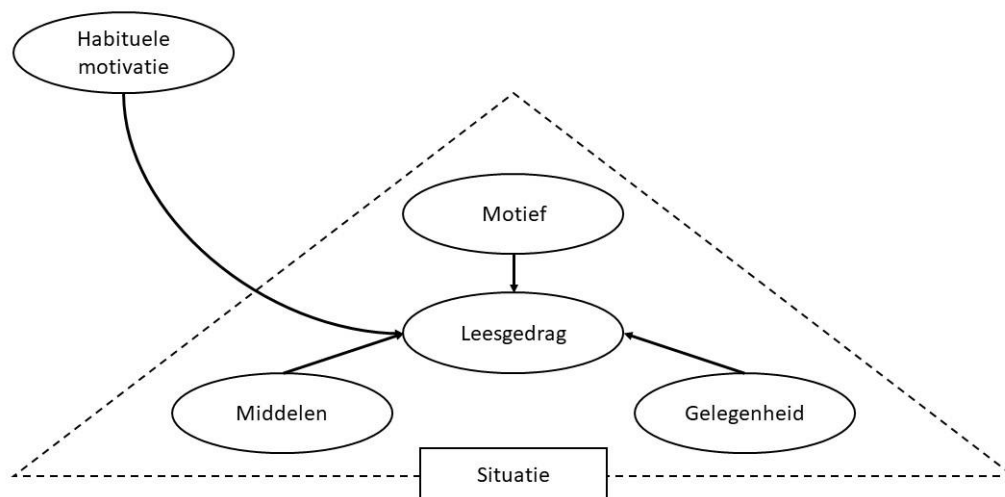 Habituele
motivatie
Motief
Leesgedrag
Middelen
Gelegenheid
Situatie